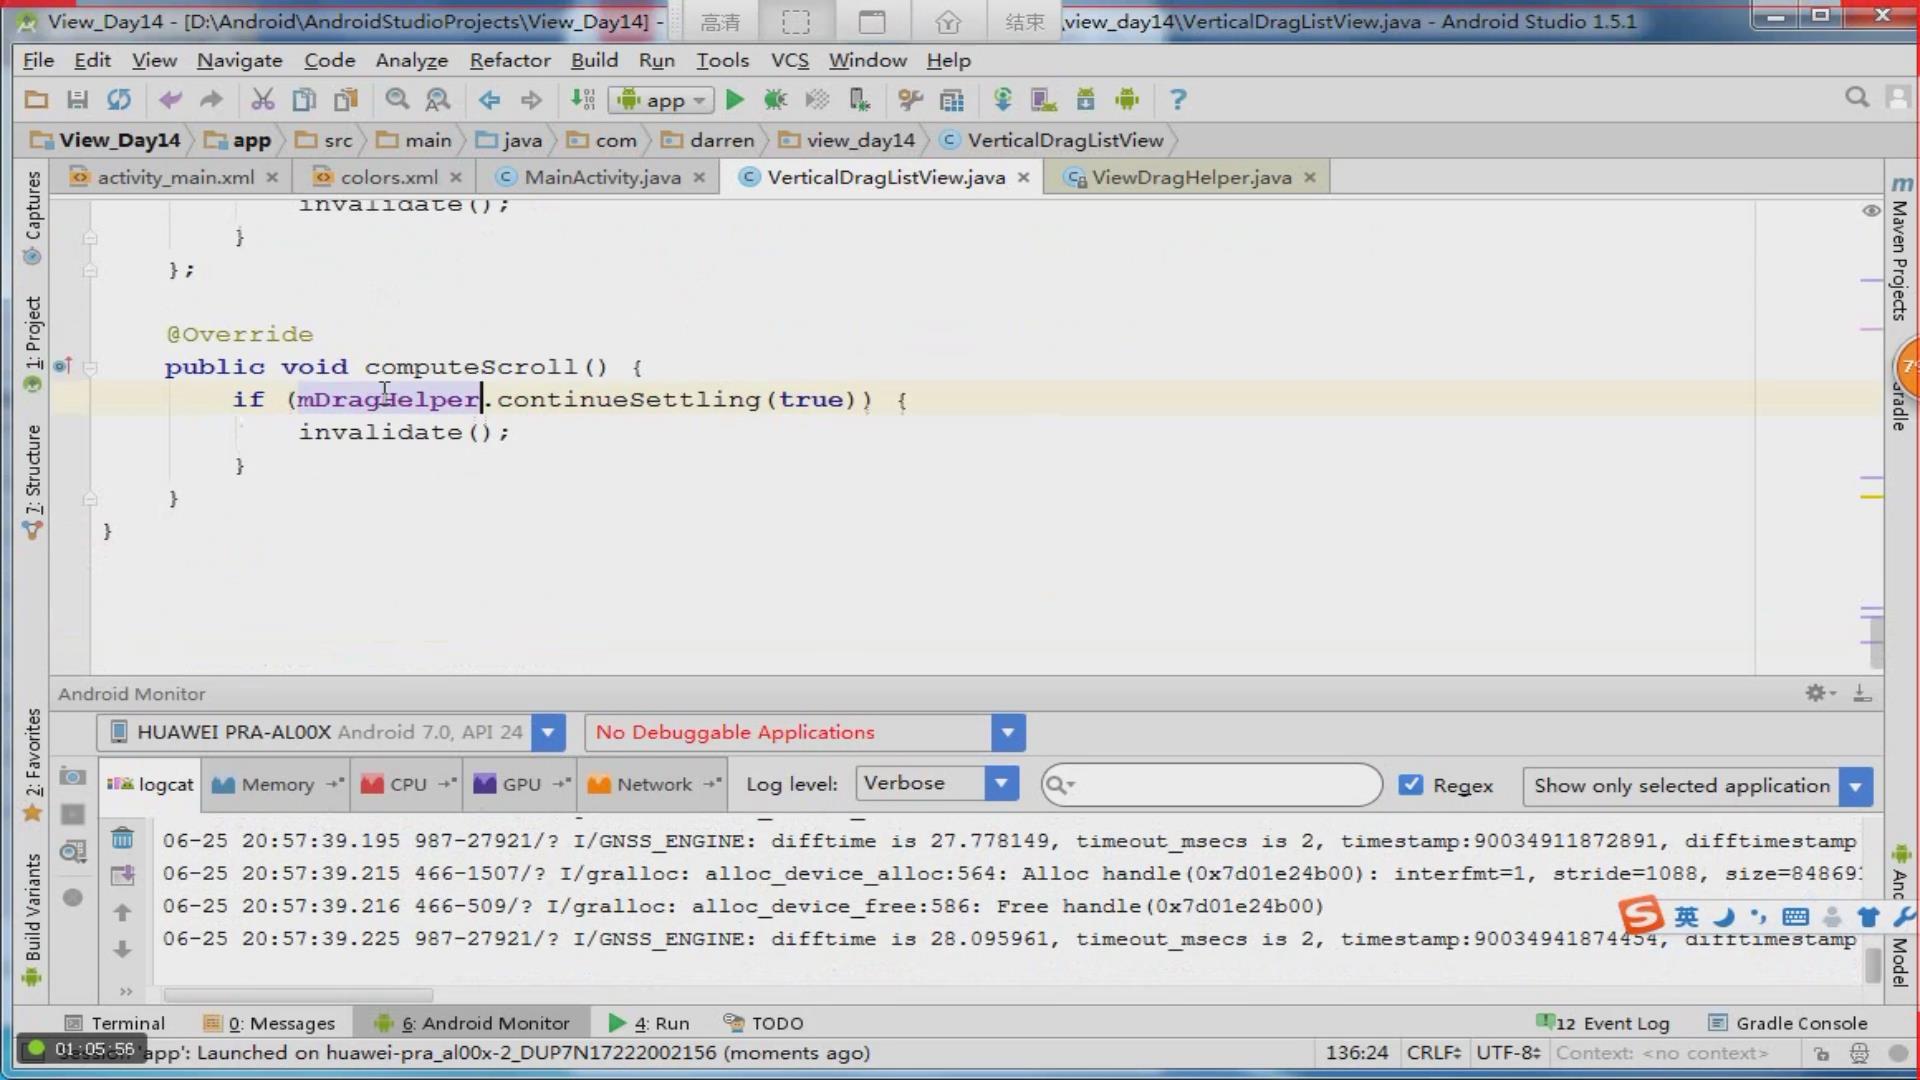 View_Day14 - [D:\Android\AndroidStudioProjects\View_Day14] -
高清
结束
\view_day14\VerticalDragListView.java - Android Studio 1.5.1
File Edit View Navigate Code Analyze Refactor Build Run Tools VCS Window Help
app
View_Day14 app src main java com darren view_day14 VerticalDragListView
activity_main.xml colors.xml MainActivity.java VerticalDragListView.java ViewDragHelper.java
Captures
1: Project
7: Structure
2: Favorites
Build Variants
Maven Projects
Gradle
Model
invalidate();
}
};
@Override
public void computeScroll() {
if (mDragHelper.continueSettling(true)) {
invalidate();
}
}
}
Android Monitor
HUAWEI PRA-AL00X Android 7.0, API 24
No Debuggable Applications
logcat Memory CPU GPU Network Log level: Verbose Regex Show only selected application
06-25 20:57:39.195 987-27921/? I/GNSS_ENGINE: difftime is 27.778149, timeout_msecs is 2, timestamp:90034911872891, difftimestamp
06-25 20:57:39.215 466-1507/? I/gralloc: alloc_device_alloc:564: Alloc handle(0x7d01e24b00): interfmt=1, stride=1088, size=84869
06-25 20:57:39.216 466-509/? I/gralloc: alloc_device_free:586: Free handle(0x7d01e24b00)
06-25 20:57:39.225 987-27921/? I/GNSS_ENGINE: difftime is 28.095961, timeout_msecs is 2, timestamp:90034941874454, difftimestamp
英
Terminal 0: Messages 6: Android Monitor 4: Run TODO 12 Event Log Gradle Console
01:05:56
'app': Launched on huawei-pra_al00x-2_DUP7N17222002156 (moments ago)
136:24 CRLF UTF-8 Context: <no context>